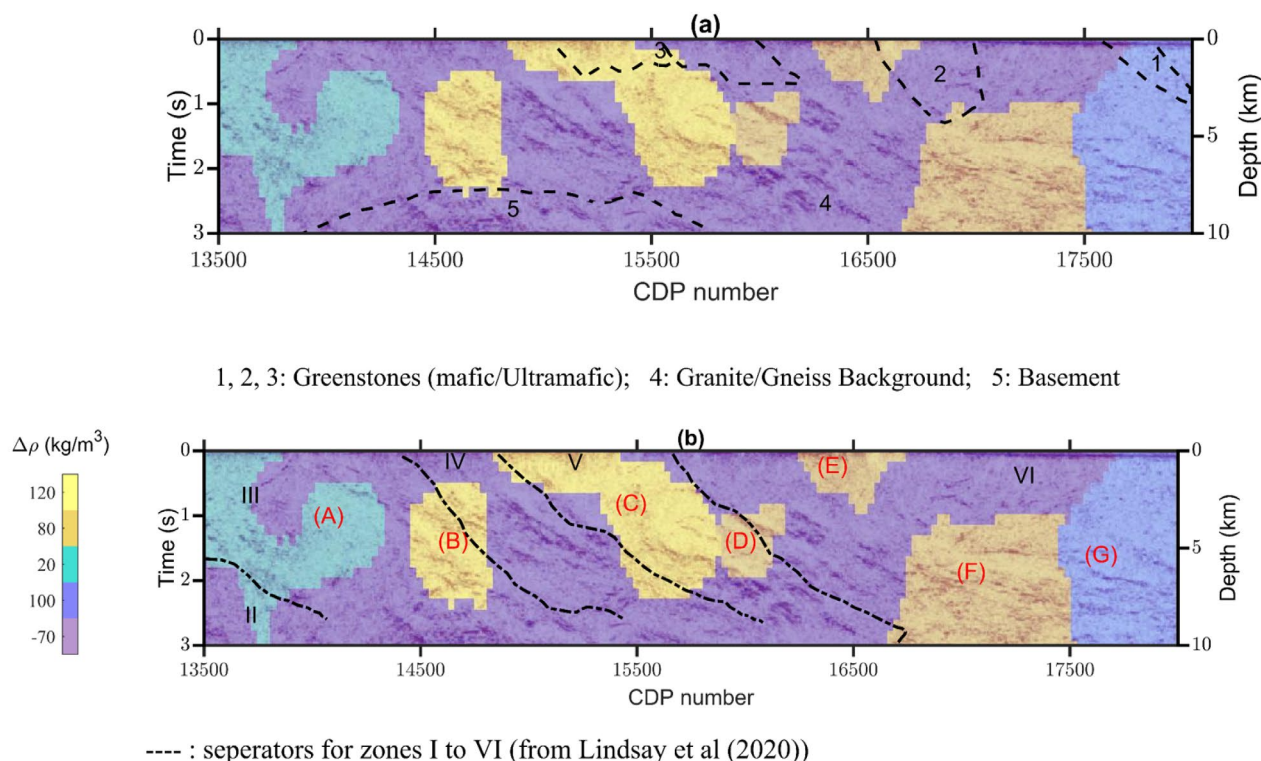 (a)
0
1
2
3
Time (s)
3
2
1
4
5
0
5
10
Depth (km)
13500 14500 15500 16500 17500
CDP number
1, 2, 3: Greenstones (mafic/Ultramafic); 4: Granite/Gneiss Background; 5: Basement
Δρ (kg/m³)
120
80
20
100
-70
(b)
0
1
2
3
Time (s)
IV V VI
III (A) (B) (C) (D) (E) (F) (G)
II
0
5
10
Depth (km)
13500 14500 15500 16500 17500
CDP number
----- : seperators for zones I to VI (from Lindsay et al (2020))